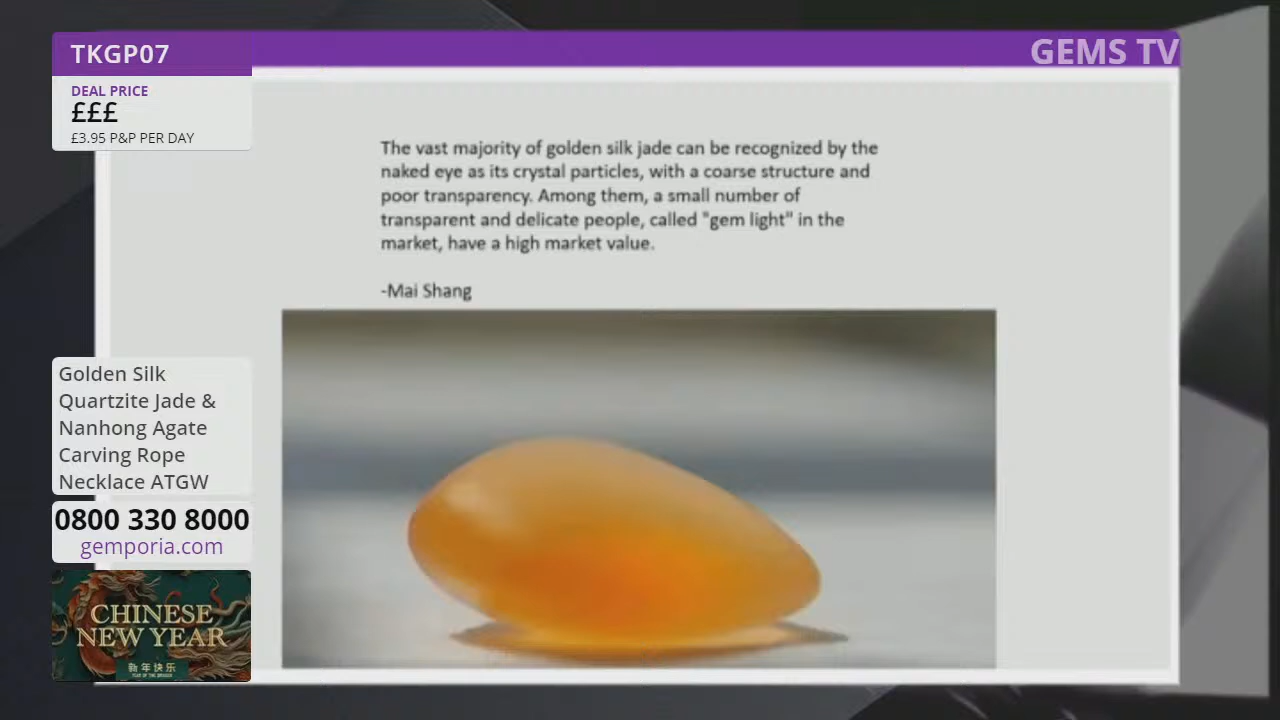 TKGP07
GEMS TV
DEAL PRICE
£££
£3.95 P&P PER DAY
The vast majority of golden silk jade can be recognized by the
naked eye as its crystal particles, with a coarse structure and
poor transparency. Among them, a small number of
transparent and delicate people, called "gem light" in the
market, have a high market value.
-Mai Shang
Golden Silk
Quartzite Jade &
Nanhong Agate
Carving Rope
Necklace ATGW
0800 330 8000
gemporia.com
CHINESE
NEW YEAR
新年快乐
YEAR OF THE DRAGON